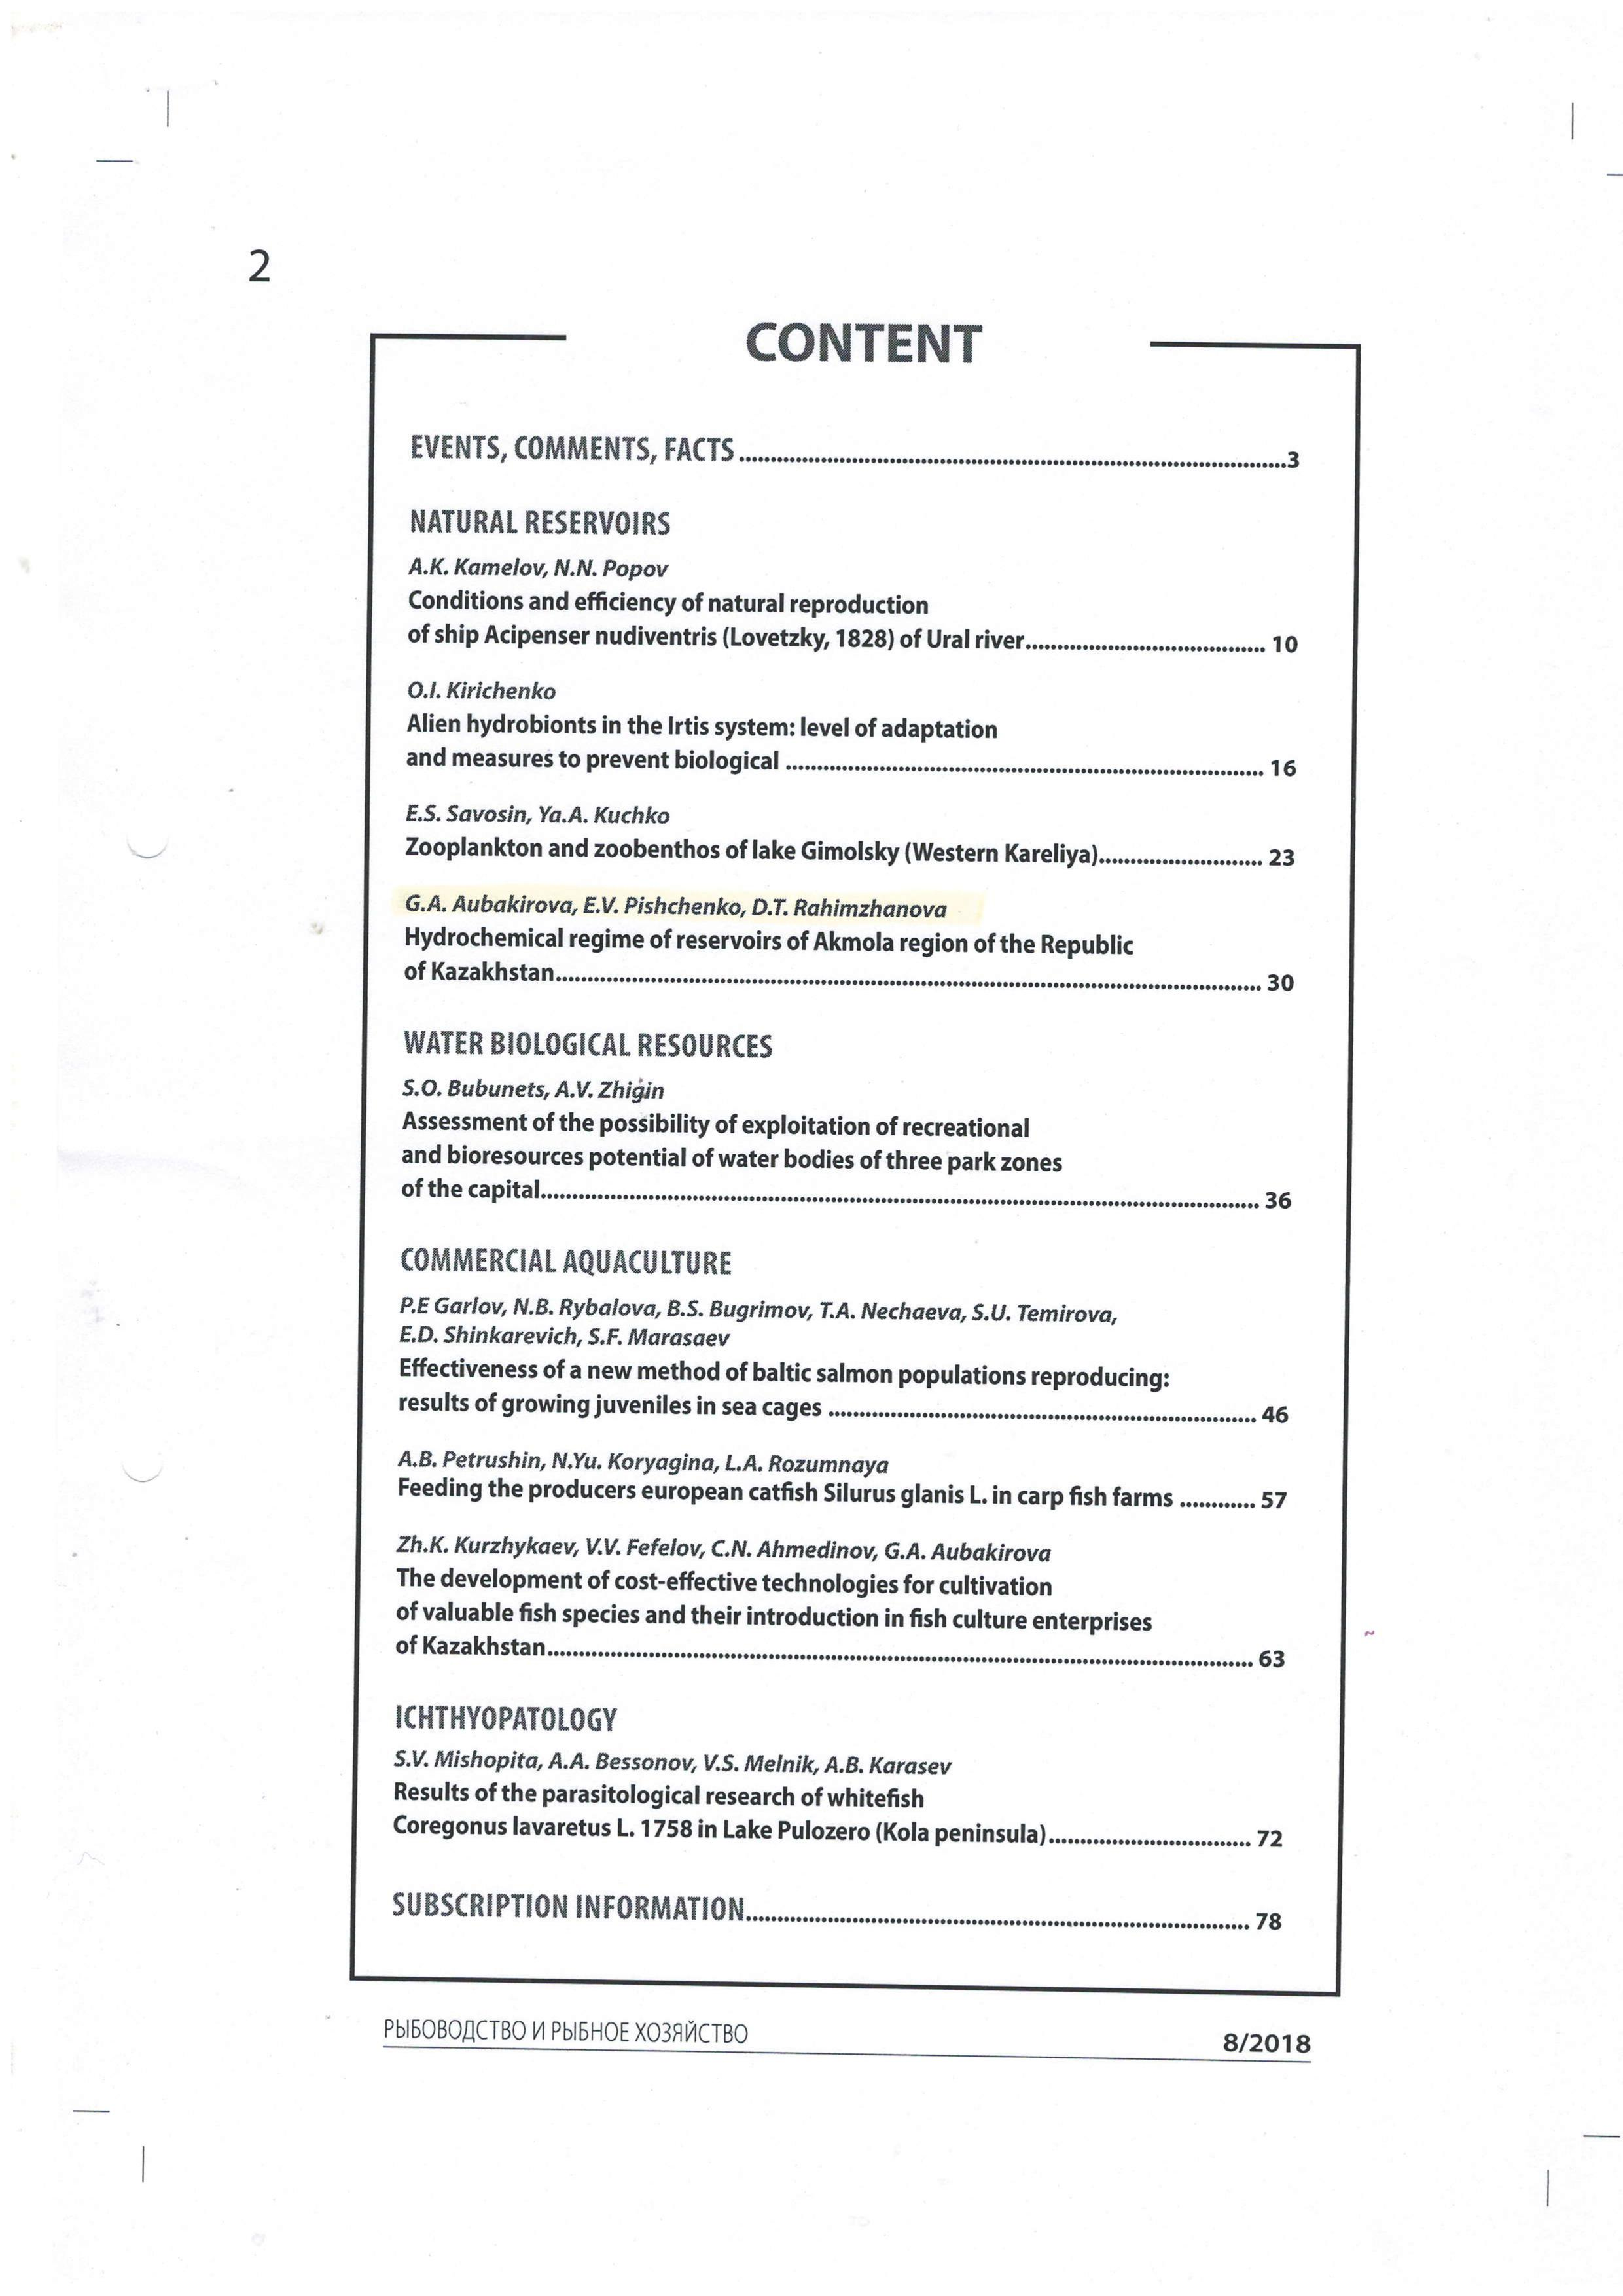 2
CONTENT
EVENTS, COMMENTS, FACTS........................3
NATURAL RESERVOIRS
A.K. Kamelov, N.N. Popov
Conditions and efficiency of natural reproduction
of ship Acipenser nudiventris (Lovetzky, 1828) of Ural river........................ 10
O.I. Kirichenko
Alien hydrobionts in the Irtis system: level of adaptation
and measures to prevent biological ........................ 16
E.S. Savosin, Ya.A. Kuchko
Zooplankton and zoobenthos of lake Gimolsky (Western Kareliya)........................ 23
G.A. Aubakirova, E.V. Pishchenko, D.T. Rahimzhanova
Hydrochemical regime of reservoirs of Akmola region of the Republic
of Kazakhstan........................ 30
WATER BIOLOGICAL RESOURCES
S.O. Bubunets, A.V. Zhigin
Assessment of the possibility of exploitation of recreational
and bioresources potential of water bodies of three park zones
of the capital........................ 36
COMMERCIAL AQUACULTURE
P.E Garlov, N.B. Rybalova, B.S. Bugrimov, T.A. Nechaeva, S.U. Temirova,
E.D. Shinkarevich, S.F. Marasaev
Effectiveness of a new method of baltic salmon populations reproducing:
results of growing juveniles in sea cages ........................ 46
A.B. Petrushin, N.Yu. Koryagina, L.A. Rozumnaya
Feeding the producers european catfish Silurus glanis L. in carp fish farms ............ 57
Zh.K. Kurzhykaev, V.V. Fefelov, C.N. Ahmedinov, G.A. Aubakirova
The development of cost-effective technologies for cultivation
of valuable fish species and their introduction in fish culture enterprises
of Kazakhstan........................ 63
ICHTHYOPATOLOGY
S.V. Mishopita, A.A. Bessonov, V.S. Melnik, A.B. Karasev
Results of the parasitological research of whitefish
Coregonus lavaretus L. 1758 in Lake Pulozero (Kola peninsula)........................ 72
SUBSCRIPTION INFORMATION........................ 78
РЫБОВОДСТВО И РЫБНОЕ ХОЗЯЙСТВО
8/2018